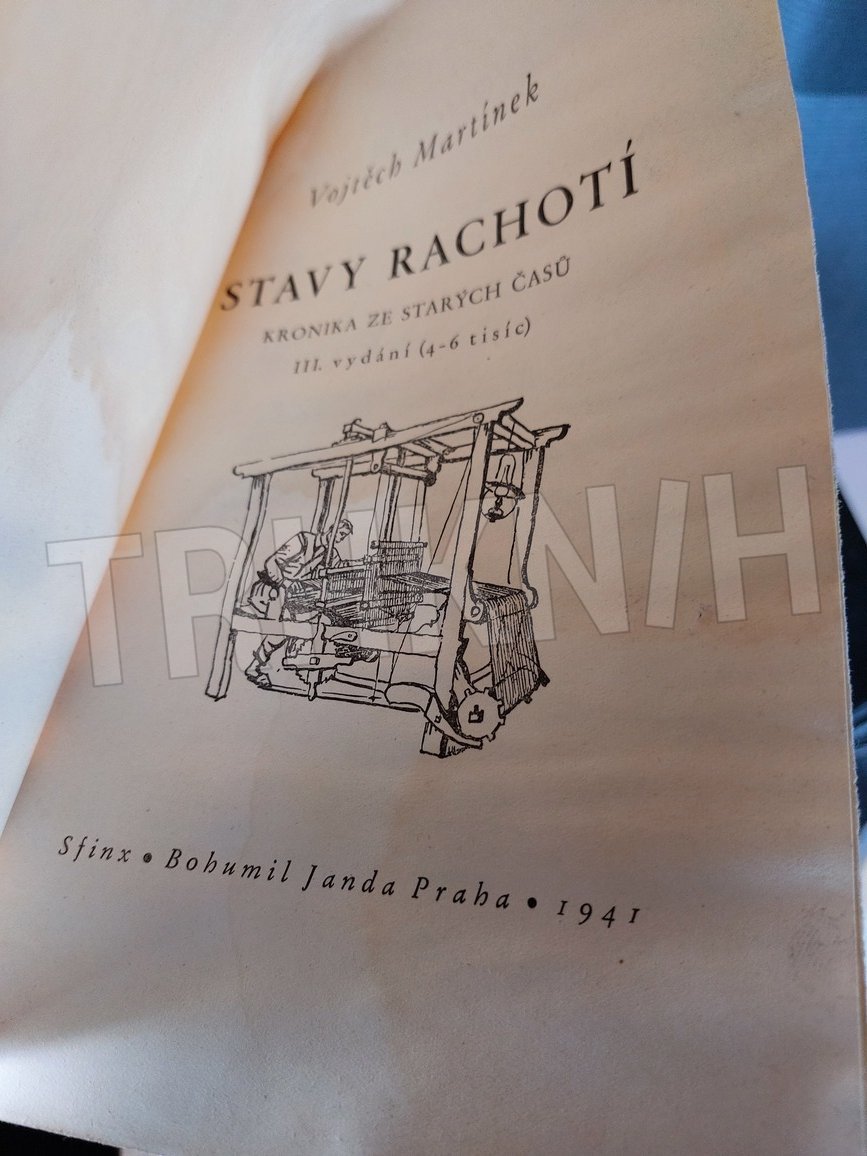 Vojtěch Martínek
STAVY RACHOTÍ
KRONIKA ZE STARÝCH ČASŮ
III. vydání (4-6 tisíc)
Sfinx • Bohumil Janda Praha • 1941